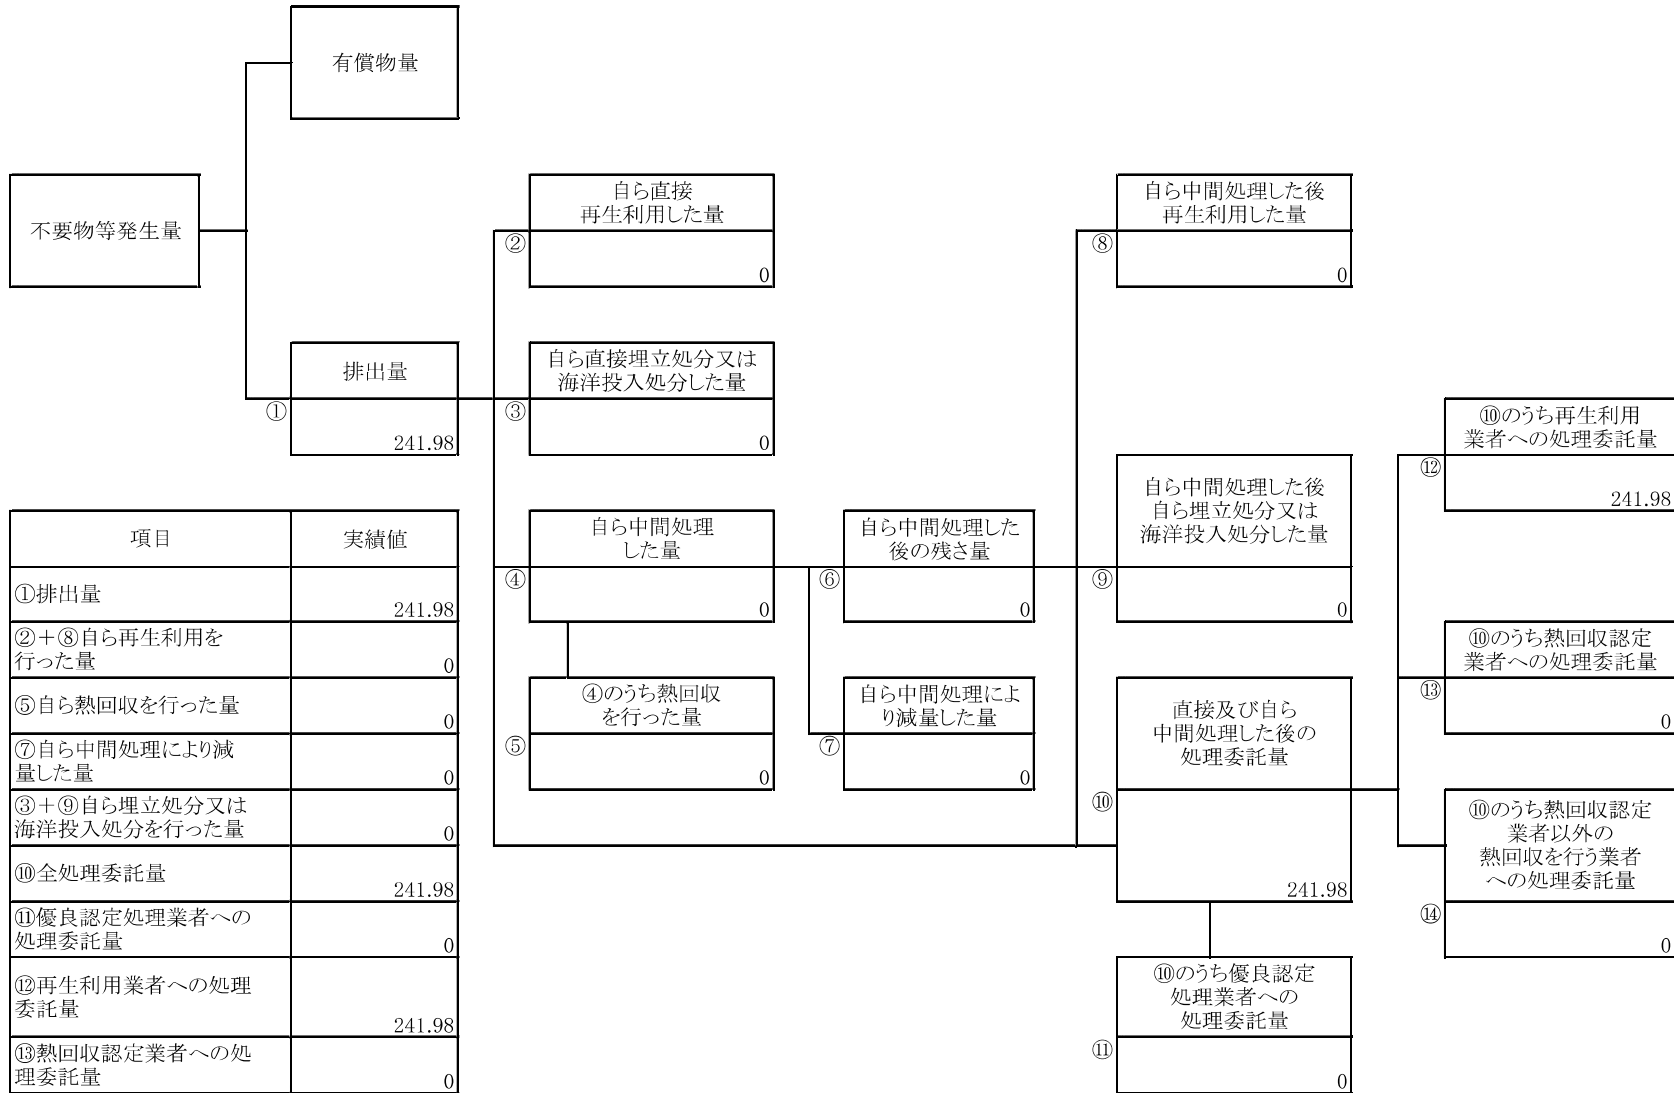 有償物量
不要物等発生量
自ら直接
再生利用した量
②
0
自ら中間処理した後
再生利用した量
⑧
0
排出量
①
241.98
自ら直接埋立処分又は
海洋投入処分した量
③
0
⑩のうち再生利用
業者への処理委託量
⑫
241.98
自ら中間処理
した量
④
0
自ら中間処理した
後の残さ量
⑥
0
自ら中間処理した後
自ら埋立処分又は
海洋投入処分した量
⑨
0
⑩のうち熱回収認定
業者への処理委託量
⑬
0
④のうち熱回収
を行った量
⑤
0
自ら中間処理によ
り減量した量
⑦
0
直接及び自ら
中間処理した後の
処理委託量
⑩
241.98
⑩のうち熱回収認定
業者以外の
熱回収を行う業者
への処理委託量
⑭
0
⑩のうち優良認定
処理業者への
処理委託量
⑪
0
項目 実績値
①排出量
241.98
②+⑧自ら再生利用を
行った量
0
⑤自ら熱回収を行った量
0
⑦自ら中間処理により減
量した量
0
③+⑨自ら埋立処分又は
海洋投入処分を行った量
0
⑩全処理委託量
241.98
⑪優良認定処理業者への
処理委託量
0
⑫再生利用業者への処理
委託量
241.98
⑬熱回収認定業者への処
理委託量
0